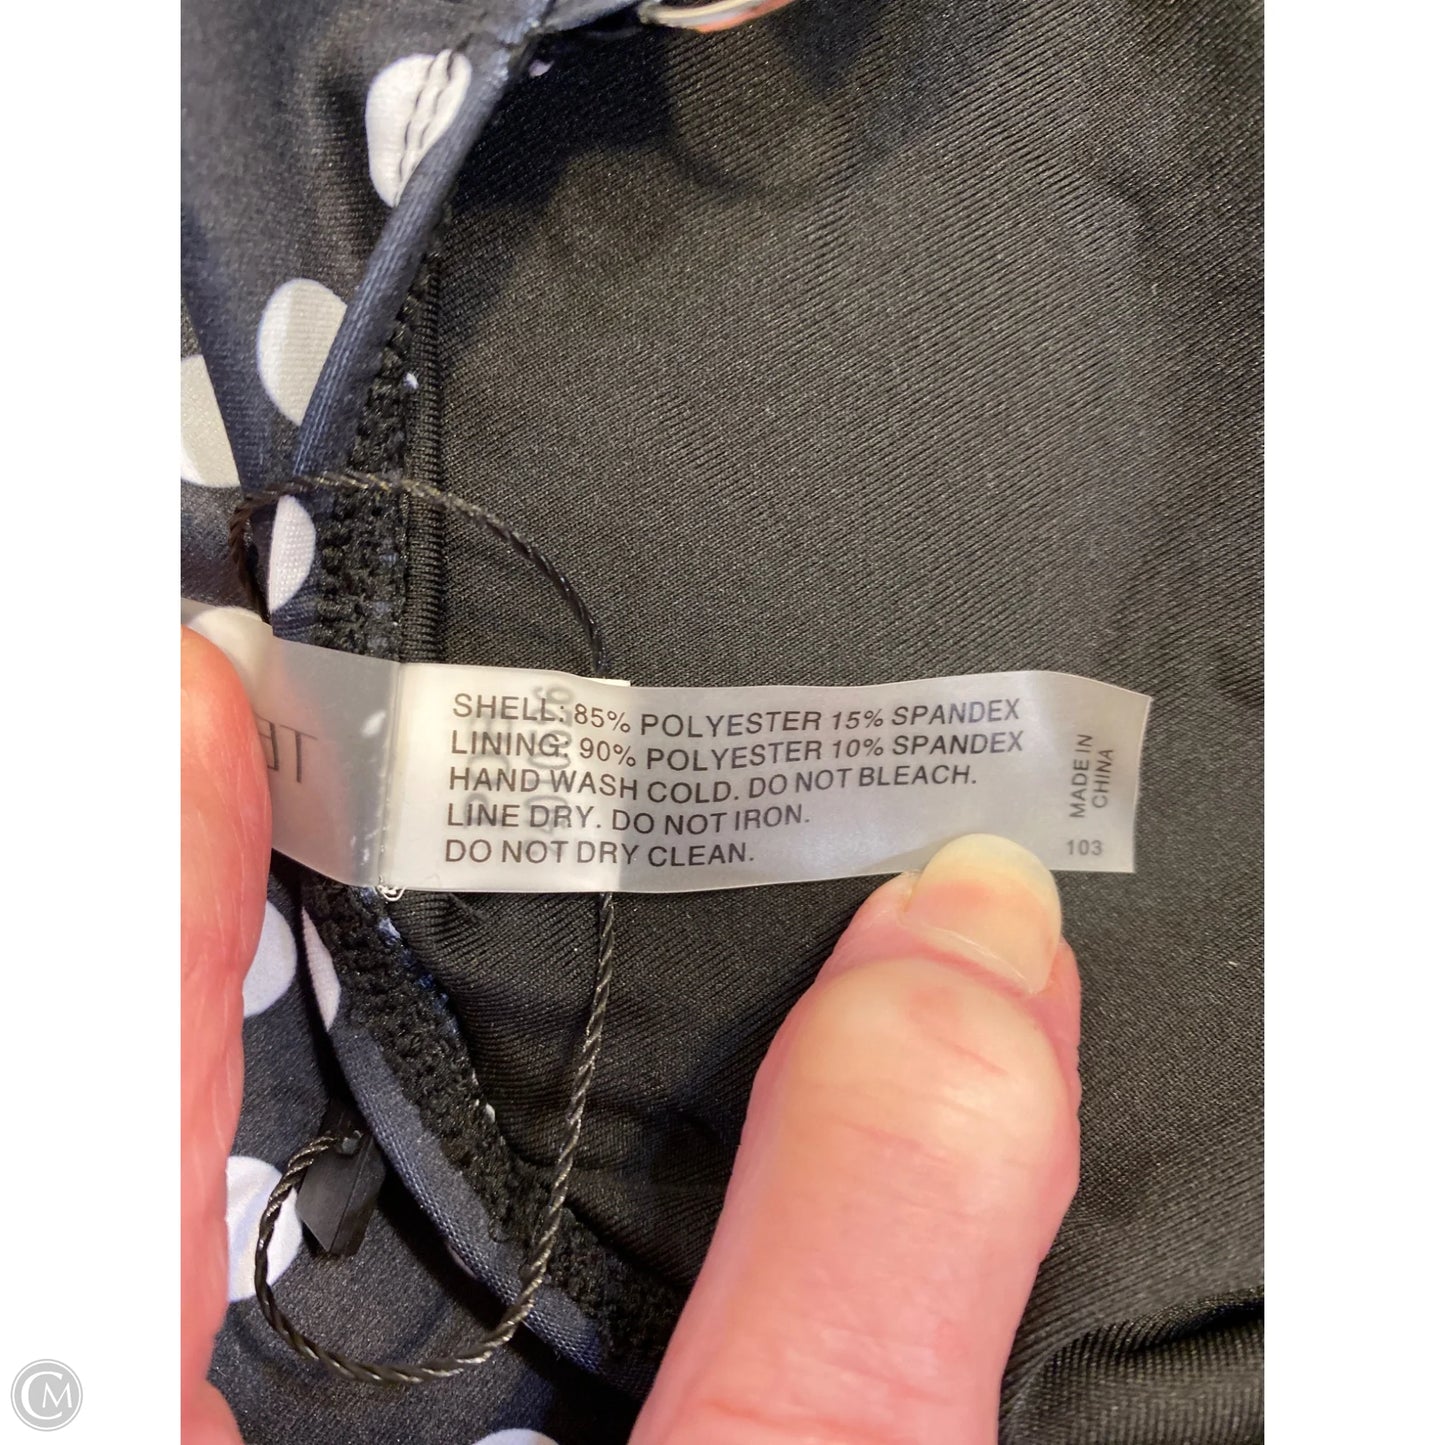 SHELL: 85% POLYESTER 15% SPANDEX
LINING: 90% POLYESTER 10% SPANDEX
HAND WASH COLD. DO NOT BLEACH.
LINE DRY. DO NOT IRON.
DO NOT DRY CLEAN.
MADE IN
CHINA
103
CM